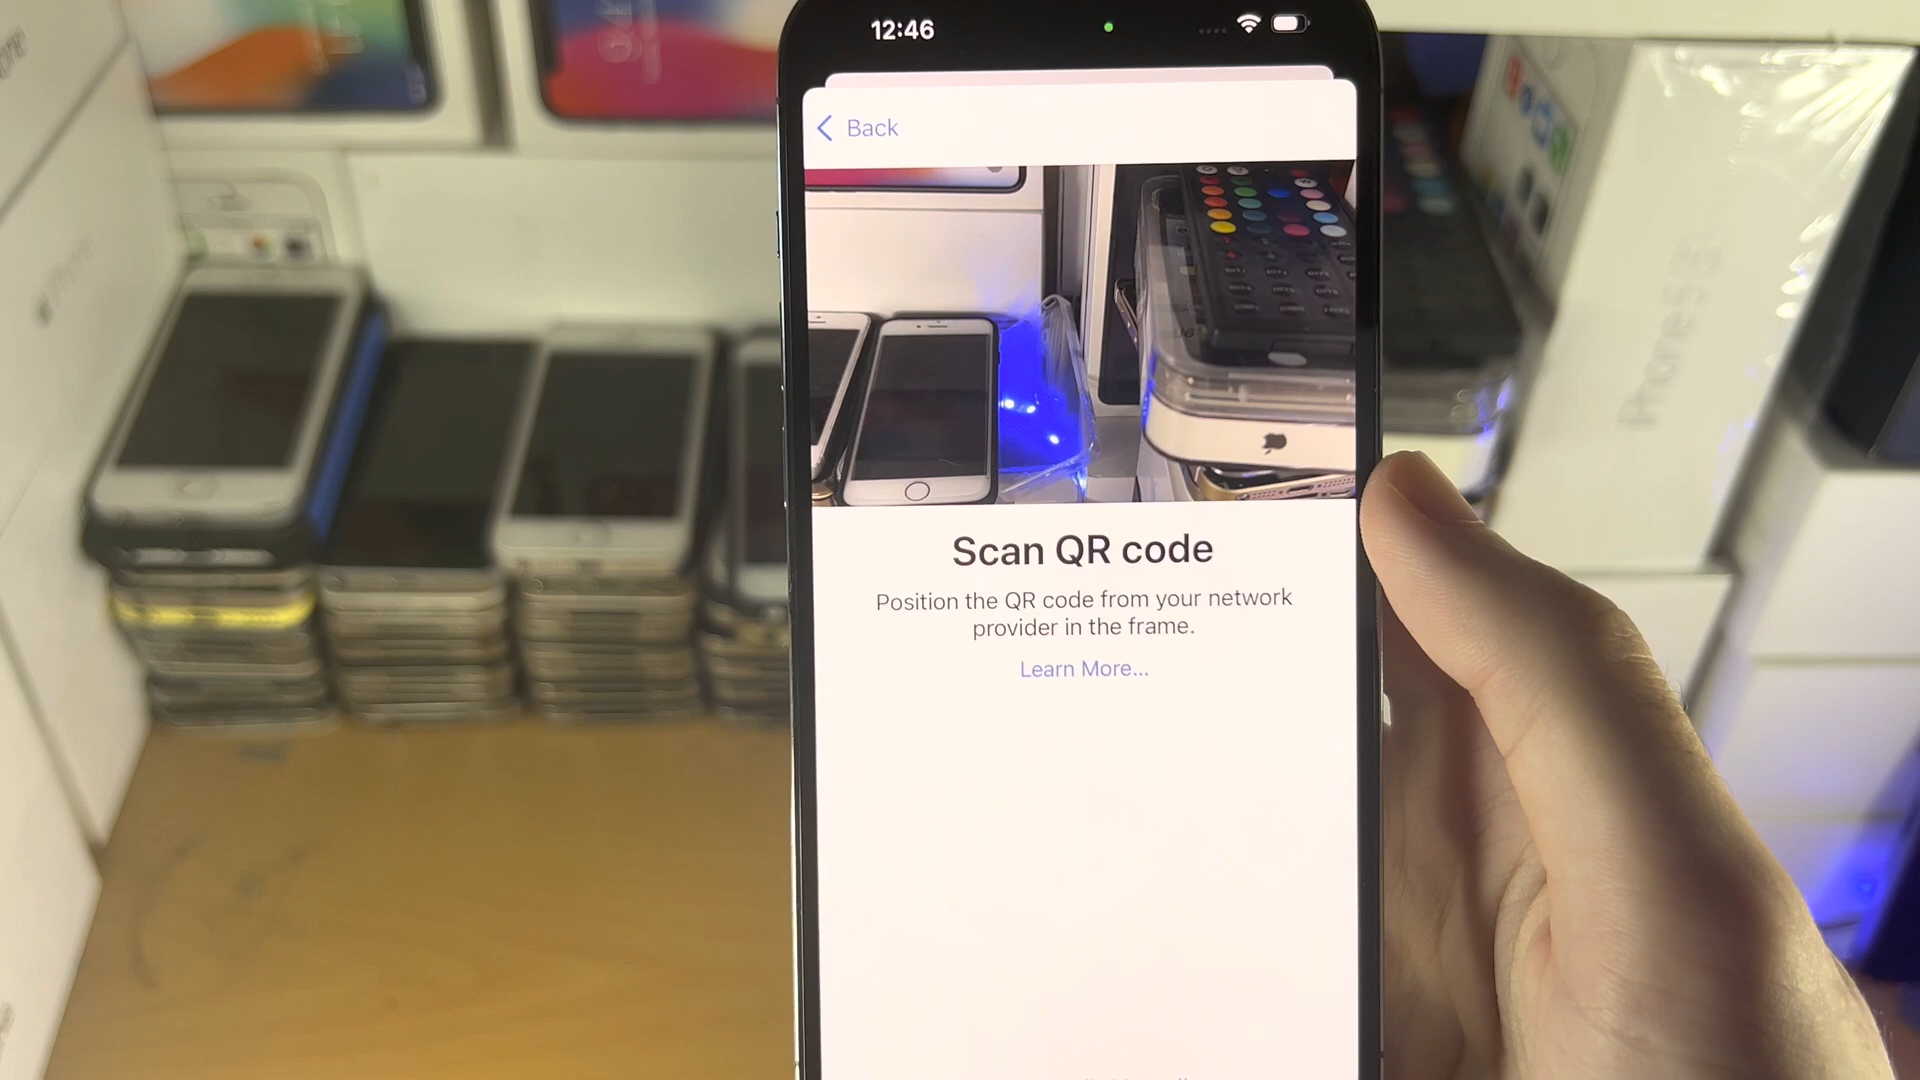 12:46
Back
Scan QR code
Position the QR code from your network
provider in the frame.
Learn More...
iPhone